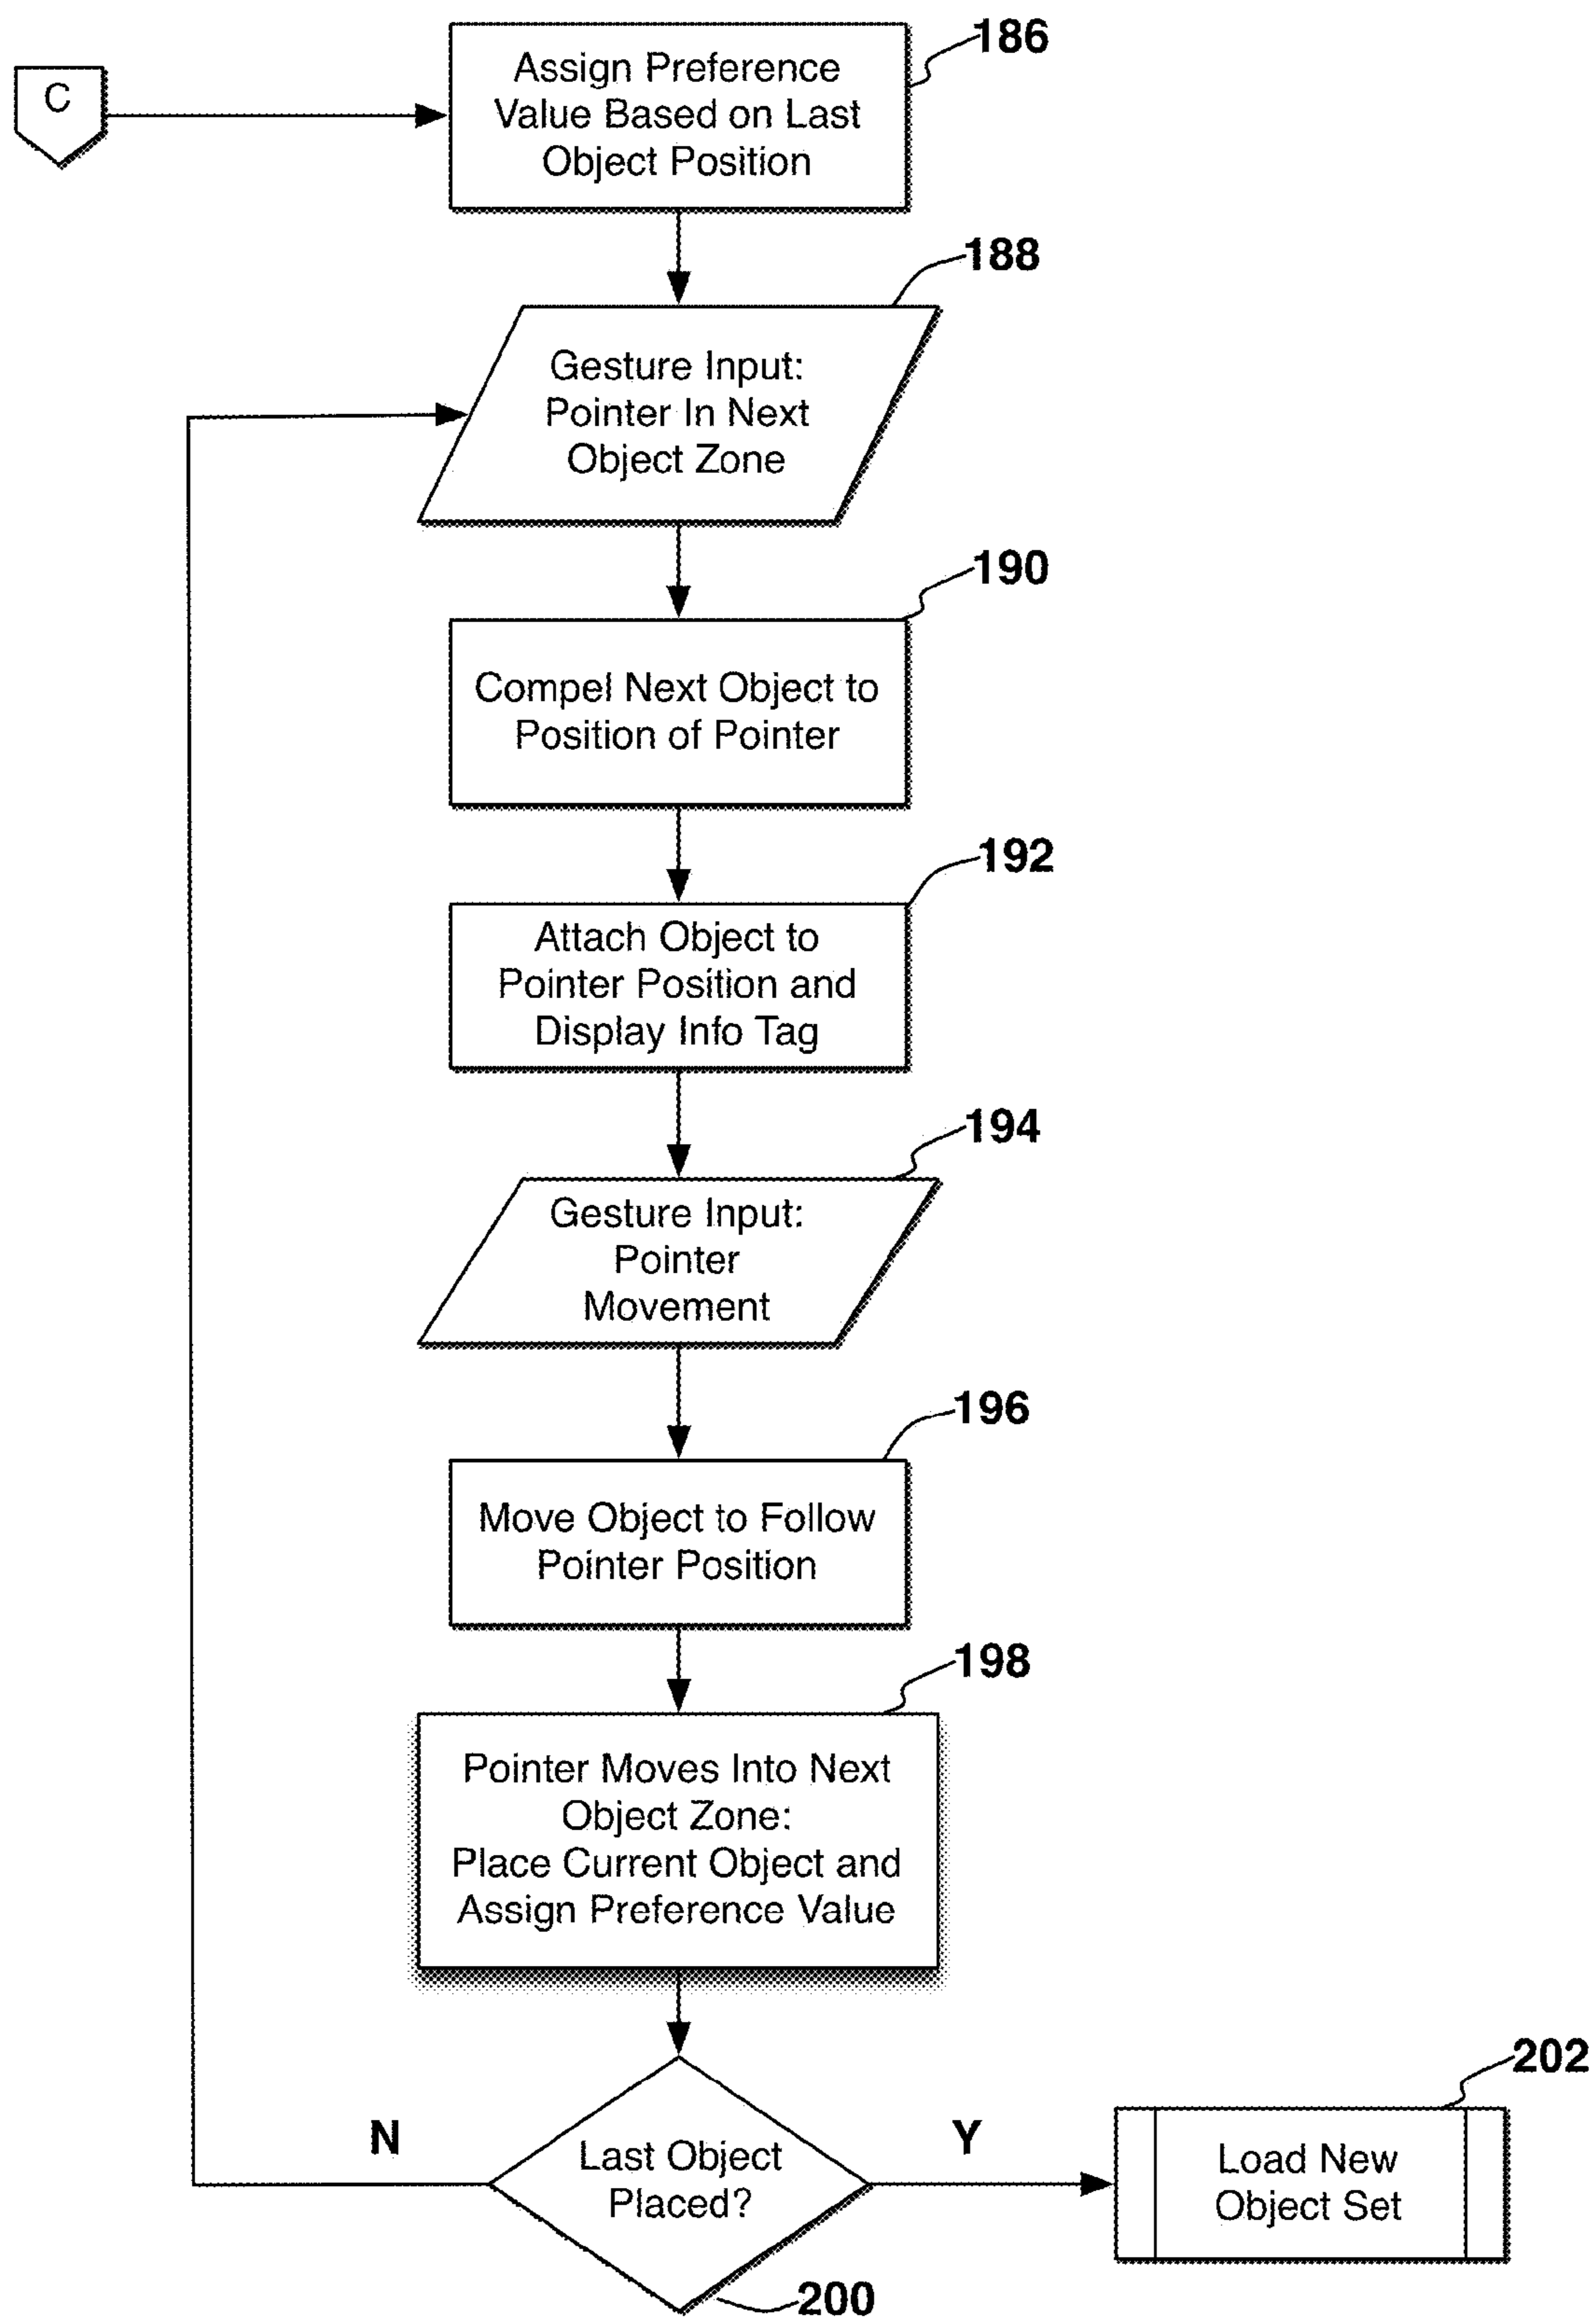 186
C
Assign Preference
Value Based on Last
Object Position
188
Gesture Input:
Pointer In Next
Object Zone
190
Compel Next Object to
Position of Pointer
192
Attach Object to
Pointer Position and
Display Info Tag
194
Gesture Input:
Pointer
Movement
196
Move Object to Follow
Pointer Position
198
Pointer Moves Into Next
Object Zone:
Place Current Object and
Assign Preference Value
202
N
Y
Last Object
Placed?
Load New
Object Set
200